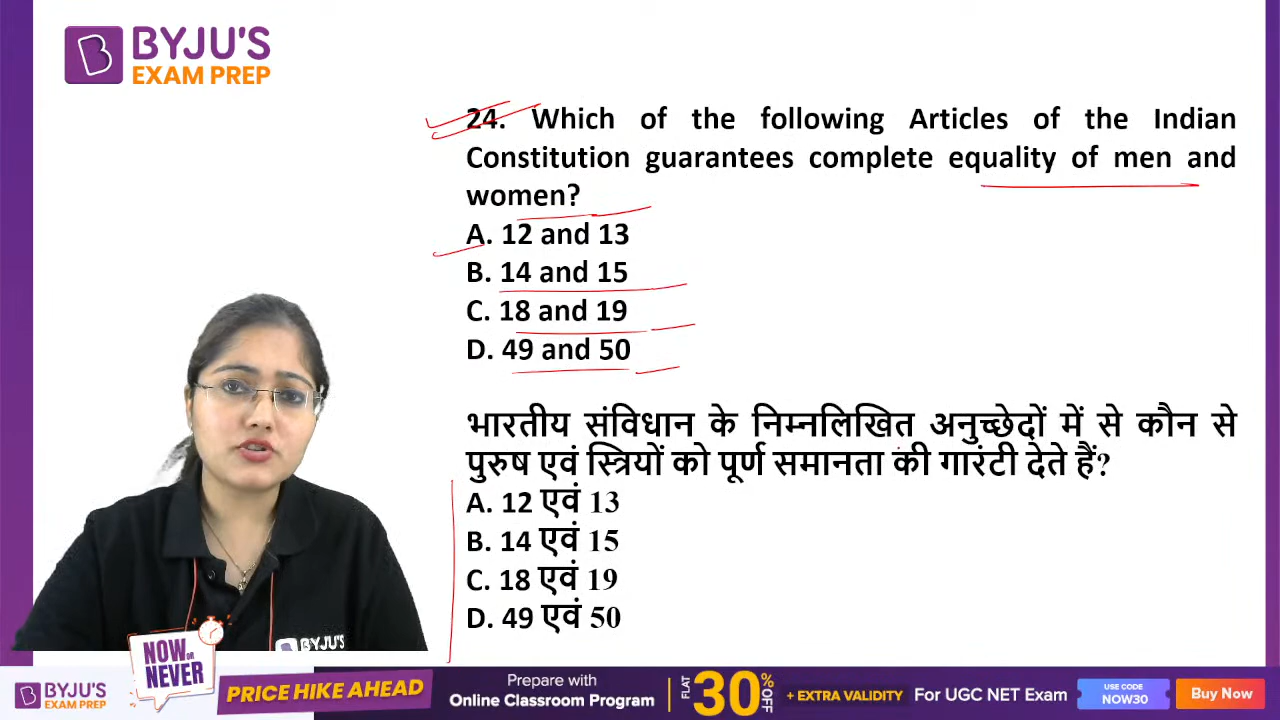 BYJU'S
EXAM PREP
24. Which of the following Articles of the Indian
Constitution guarantees complete equality of men and
women?
A. 12 and 13
B. 14 and 15
C. 18 and 19
D. 49 and 50
भारतीय संविधान के निम्नलिखित अनुच्छेदों में से कौन से
पुरुष एवं स्त्रियों को पूर्ण समानता की गारंटी देते हैं?
A. 12 एवं 13
B. 14 एवं 15
C. 18 एवं 19
D. 49 एवं 50
BYJU'S
NOW OR
NEVER
BYJU'S
EXAM PREP
PRICE HIKE AHEAD
Prepare with
Online Classroom Program
FLAT 30% OFF
+ EXTRA VALIDITY
For UGC NET Exam
USE CODE
NOW30
Buy Now